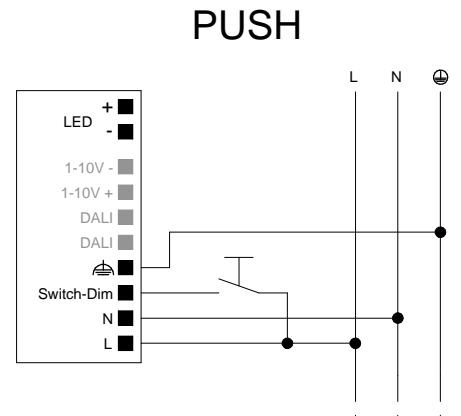 PUSH
L N
+
LED
-
1-10V -
1-10V +
DALI
DALI
Switch-Dim
N
L